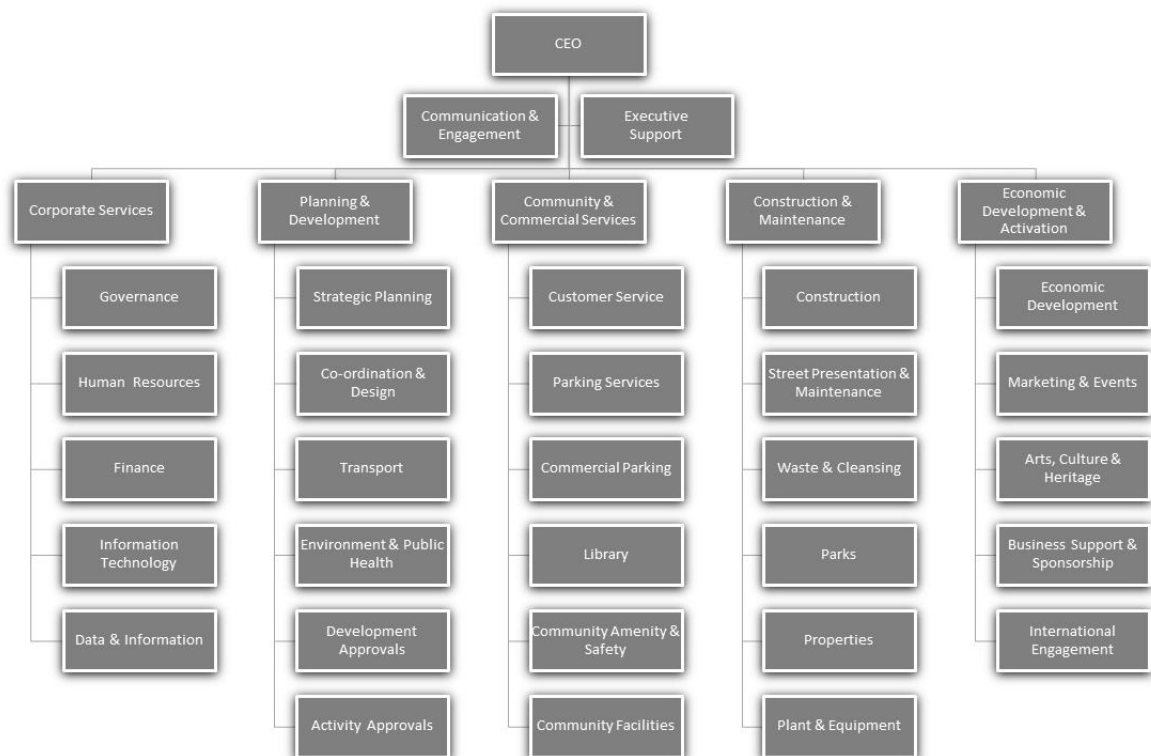 CEO
Communication &
Engagement
Executive
Support
Corporate Services
Planning &
Development
Community &
Commercial Services
Construction &
Maintenance
Economic
Development &
Activation
Governance
Human Resources
Finance
Information
Technology
Data & Information
Strategic Planning
Co-ordination &
Design
Transport
Environment & Public
Health
Development
Approvals
Activity Approvals
Customer Service
Parking Services
Commercial Parking
Library
Community Amenity &
Safety
Community Facilities
Construction
Street Presentation &
Maintenance
Waste & Cleansing
Parks
Properties
Plant & Equipment
Economic
Development
Marketing & Events
Arts, Culture &
Heritage
Business Support &
Sponsorship
International
Engagement